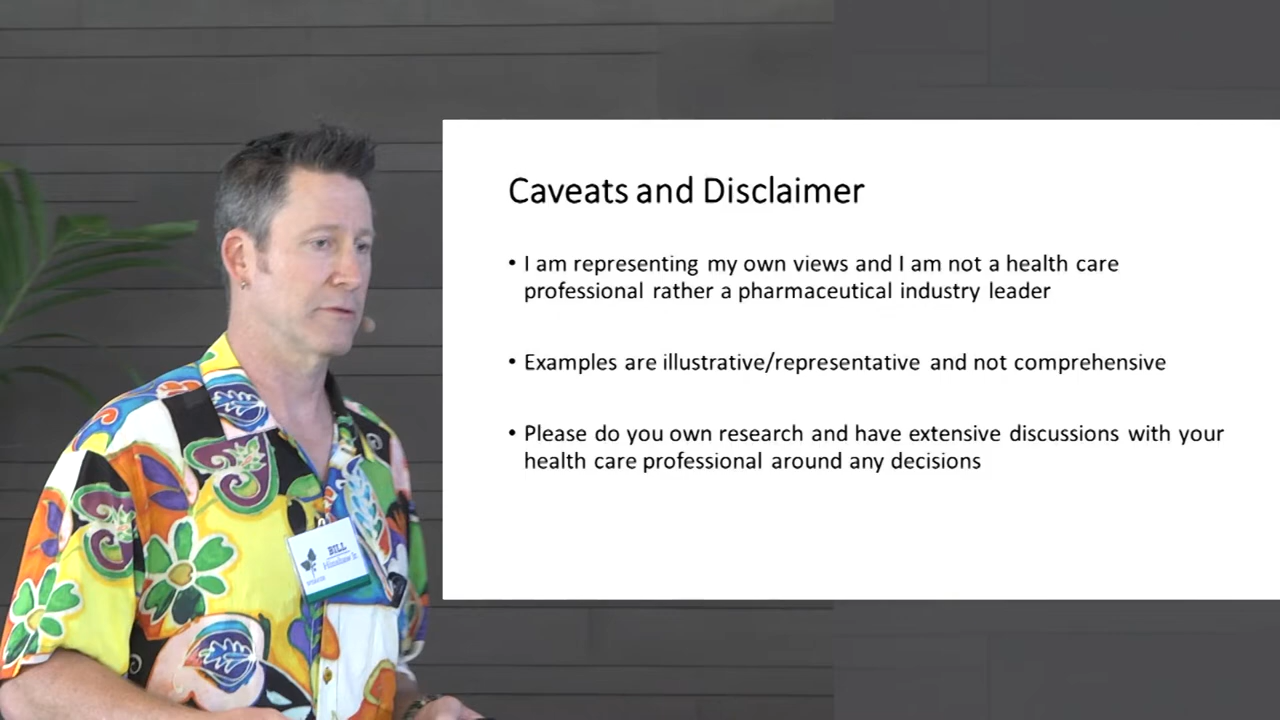 Caveats and Disclaimer
• I am representing my own views and I am not a health care
professional rather a pharmaceutical industry leader
• Examples are illustrative/representative and not comprehensive
• Please do you own research and have extensive discussions with your
health care professional around any decisions
BILL
Hinshaw Jr.